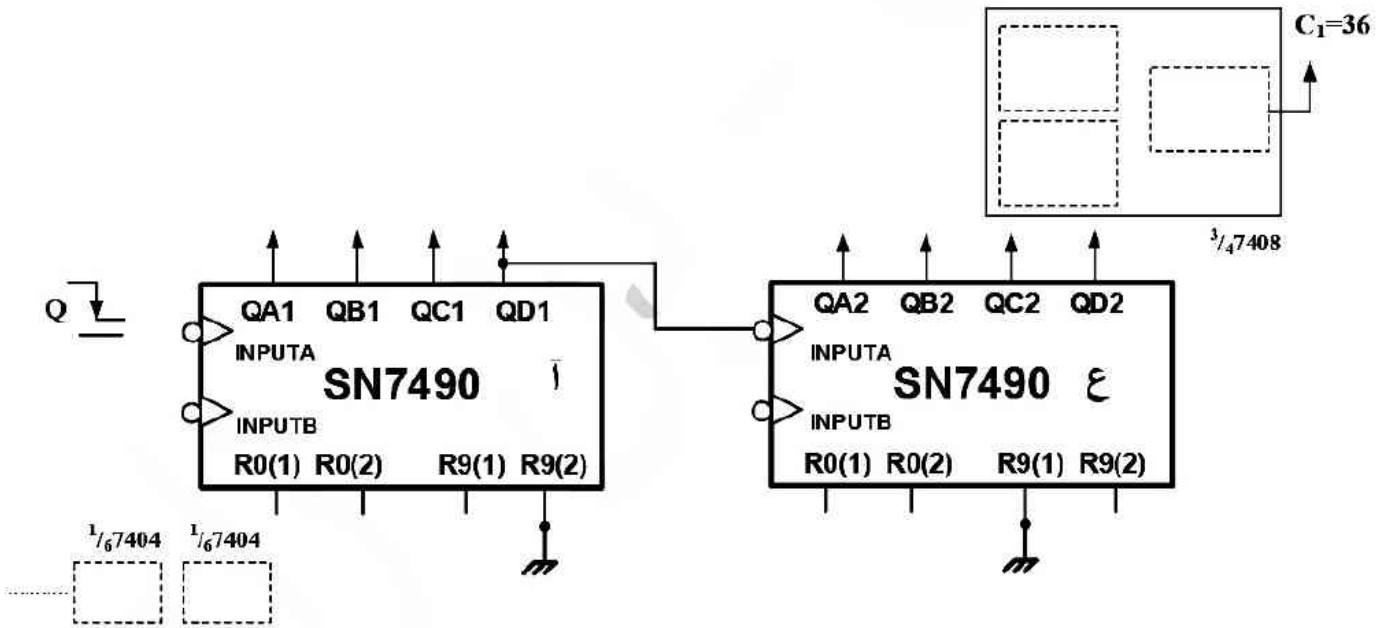 C₁=36
³/₄7408
Q
QA1 QB1 QC1 QD1
INPUTA
SN7490 آ
INPUTB
R0(1) R0(2) R9(1) R9(2)
QA2 QB2 QC2 QD2
INPUTA
SN7490 ع
INPUTB
R0(1) R0(2) R9(1) R9(2)
¹/₆7404 ¹/₆7404